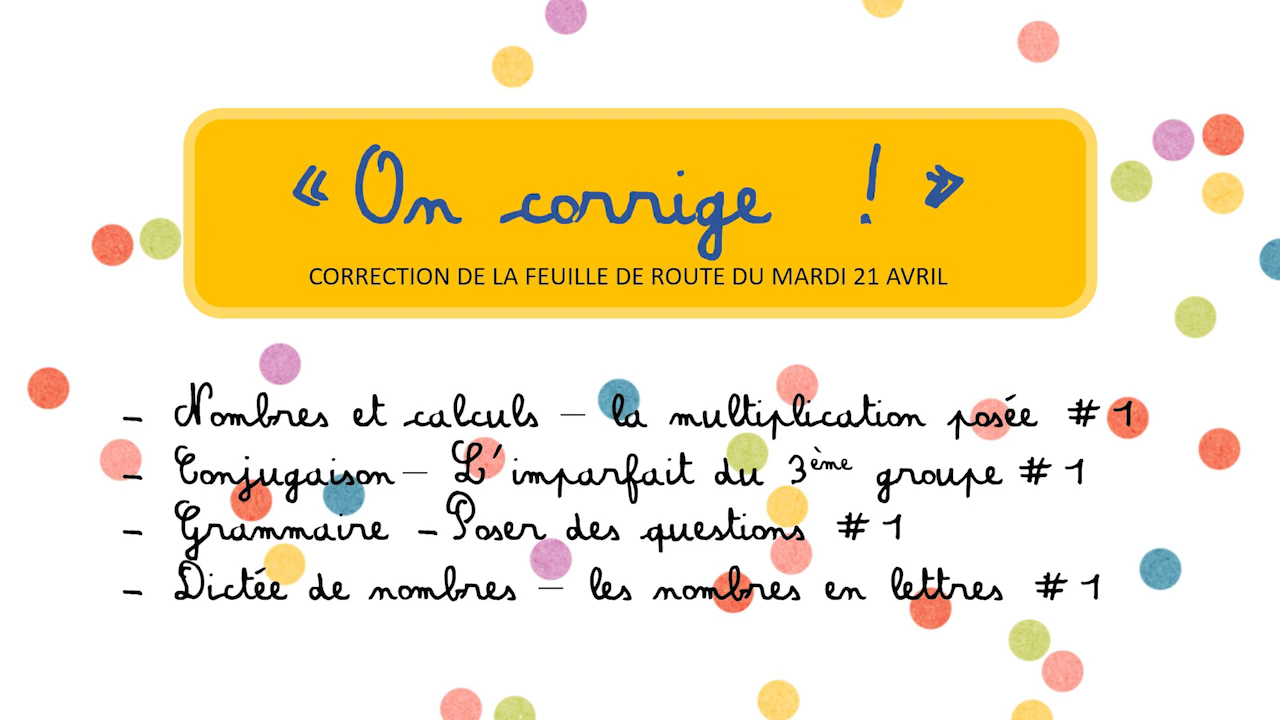 « On corrige ! »
CORRECTION DE LA FEUILLE DE ROUTE DU MARDI 21 AVRIL
- Nombres et calculs – la multiplication posée # 1
- Conjugaison – L'imparfait du 3ème groupe # 1
- Grammaire - Poser des questions # 1
- Dictée de nombres – les nombres en lettres # 1